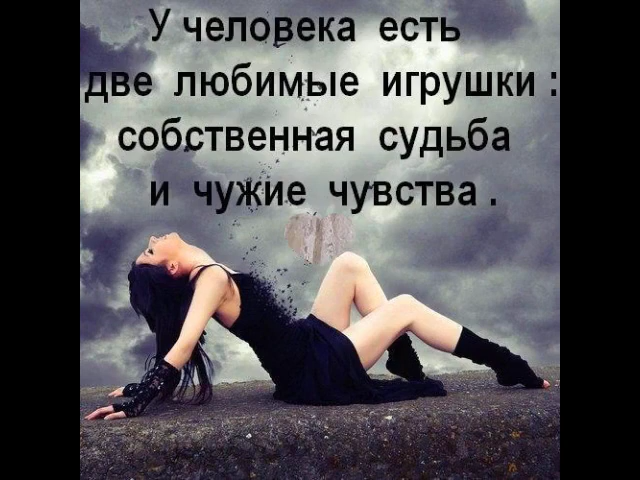 У человека есть
две любимые игрушки :
собственная судьба
и чужие чувства .